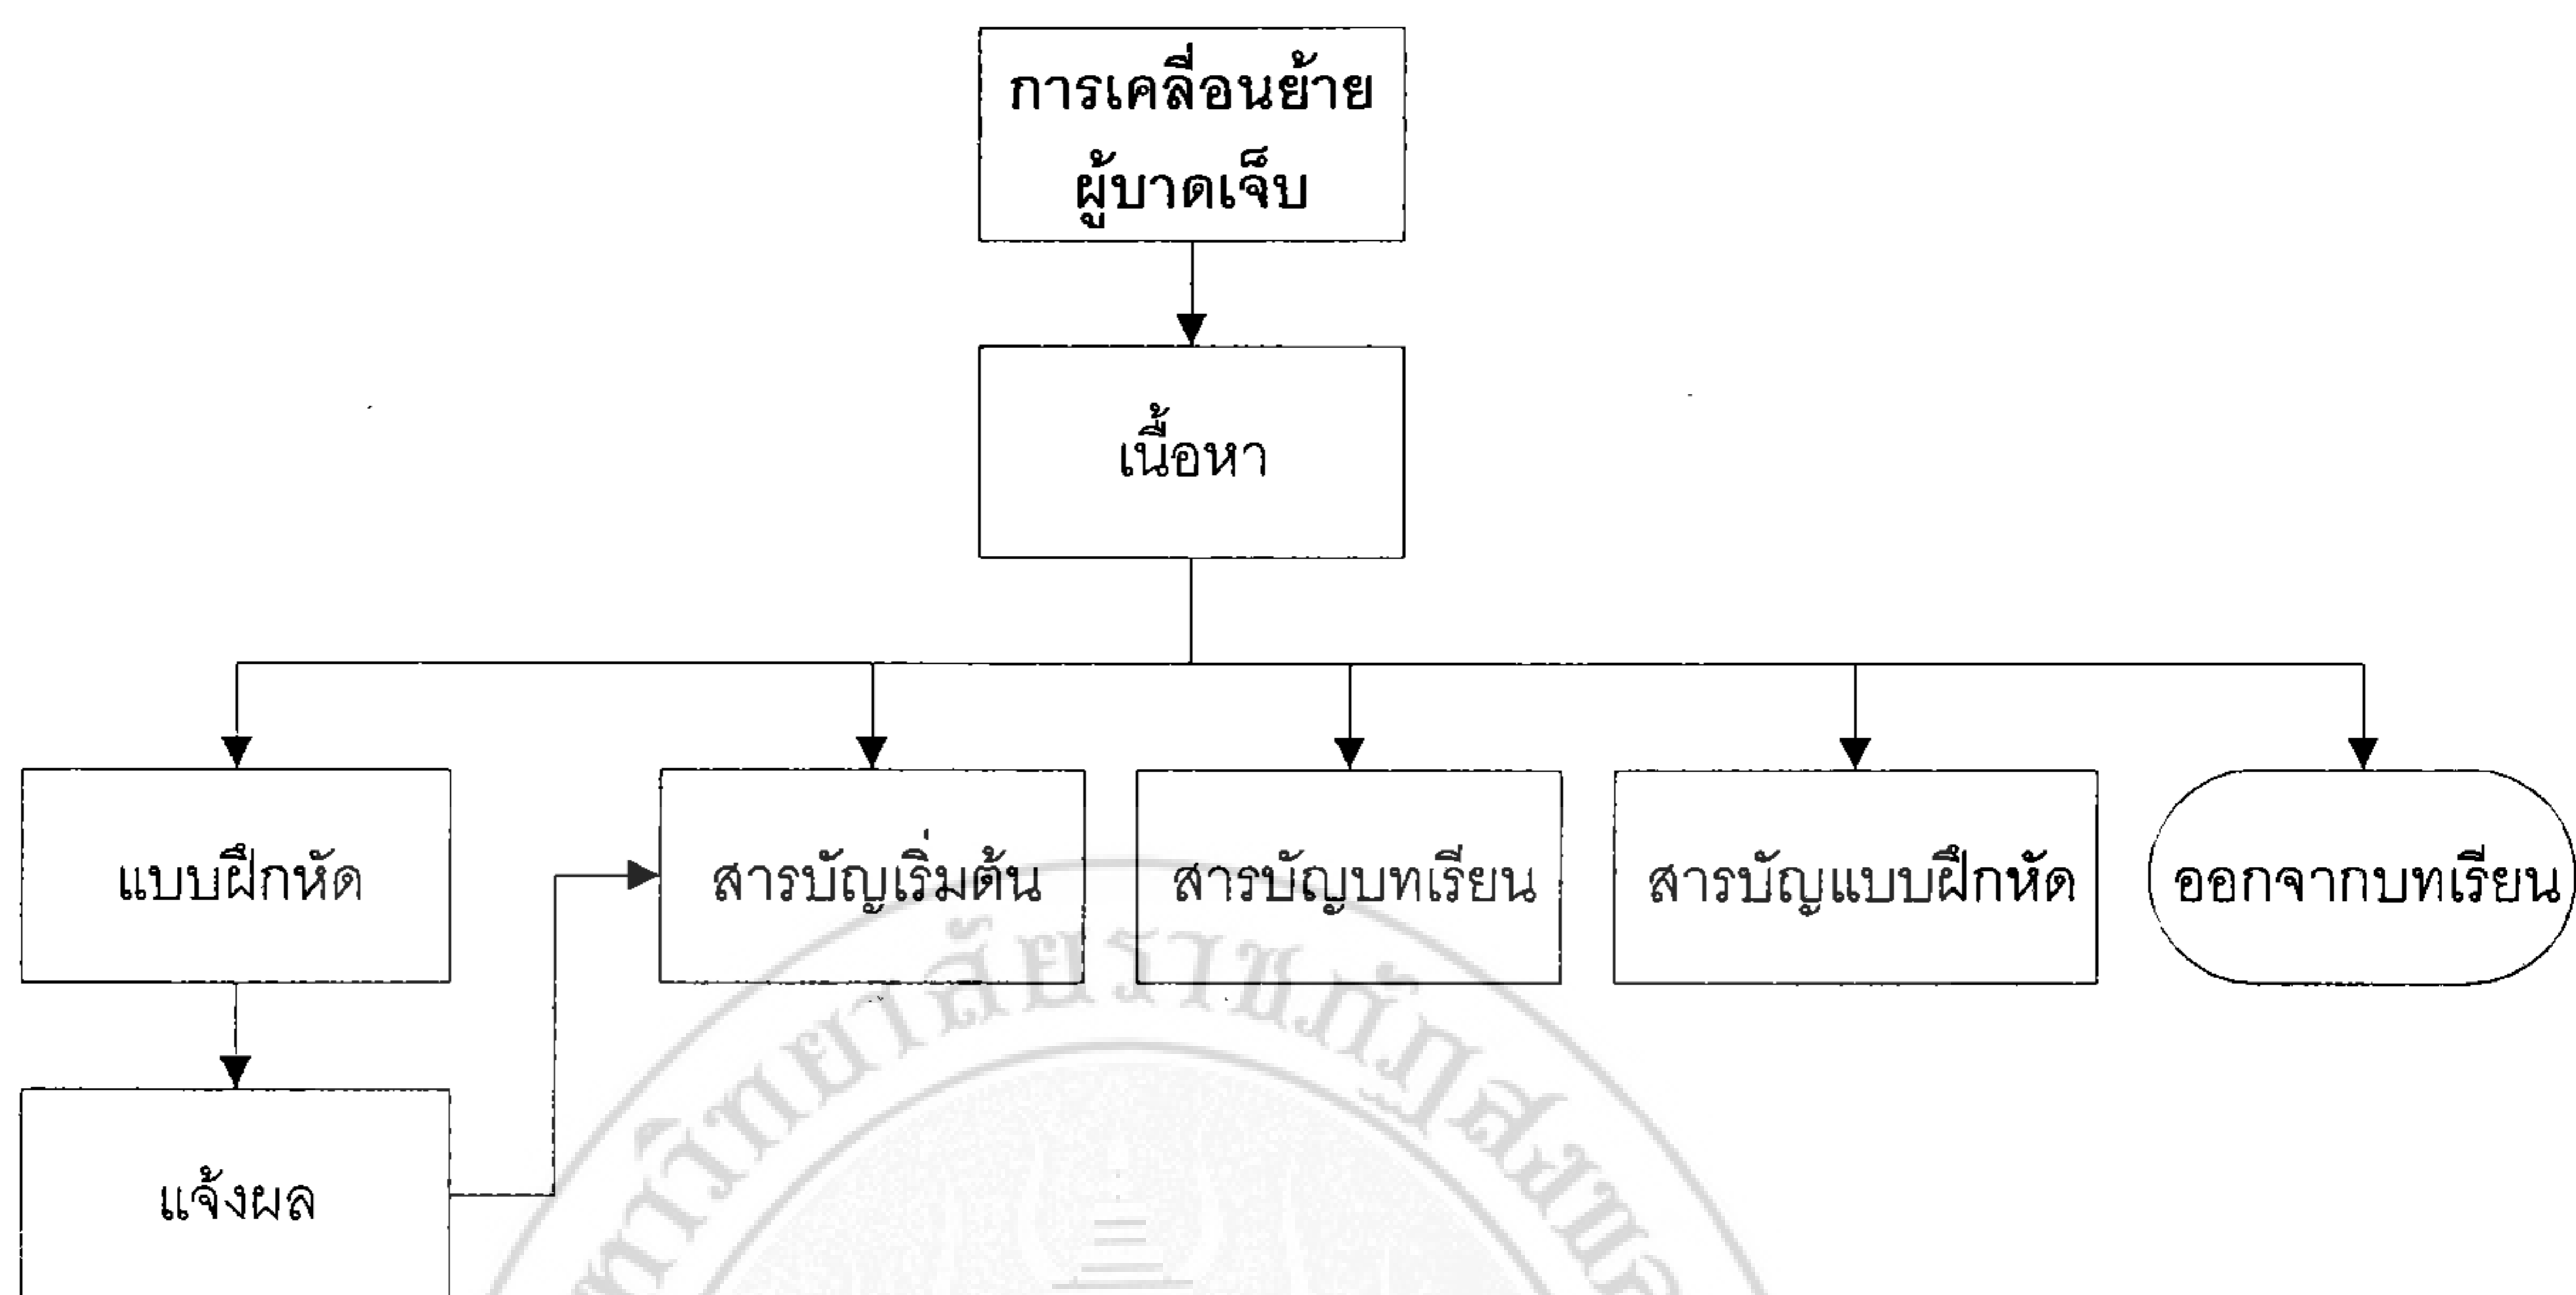 การเคลื่อนย้าย
ผู้บาดเจ็บ
เนื้อหา
แบบฝึกหัด
สารบัญเริ่มต้น
สารบัญบทเรียน
สารบัญแบบฝึกหัด
ออกจากบทเรียน
แจ้งผล